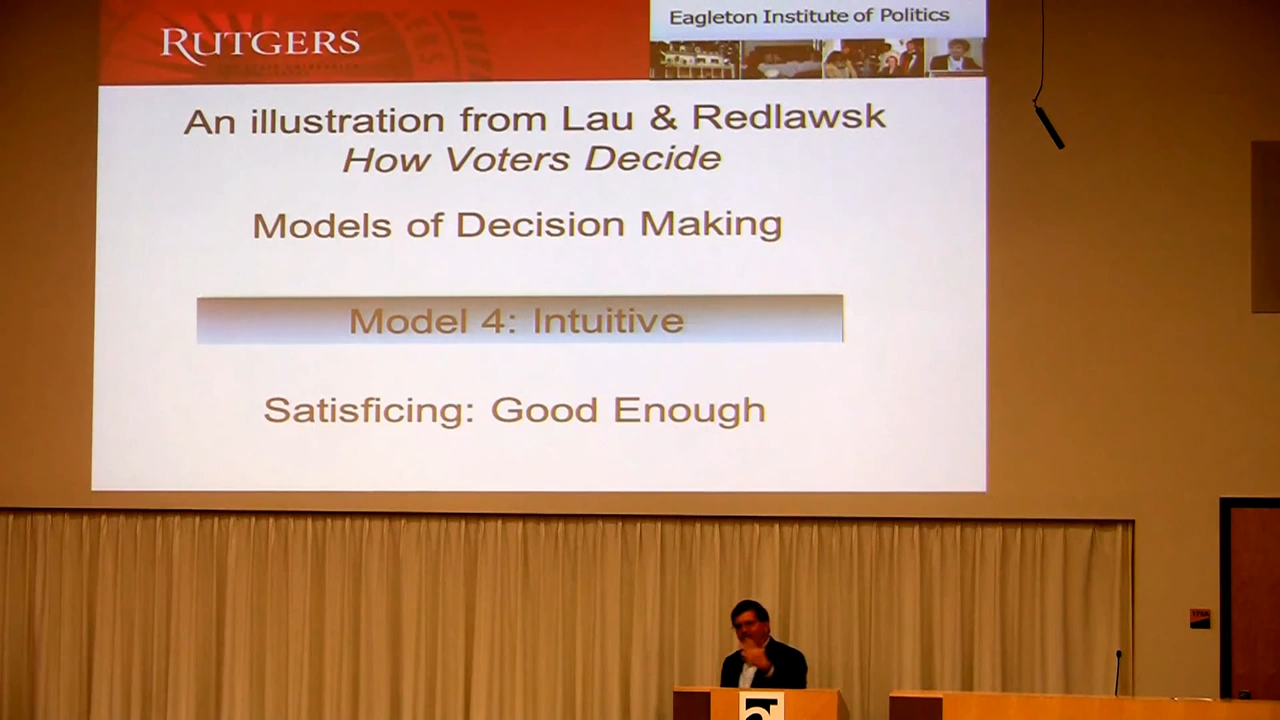 RUTGERS
Eagleton Institute of Politics
An illustration from Lau & Redlawsk
How Voters Decide
Models of Decision Making
Model 4: Intuitive
Satisficing: Good Enough